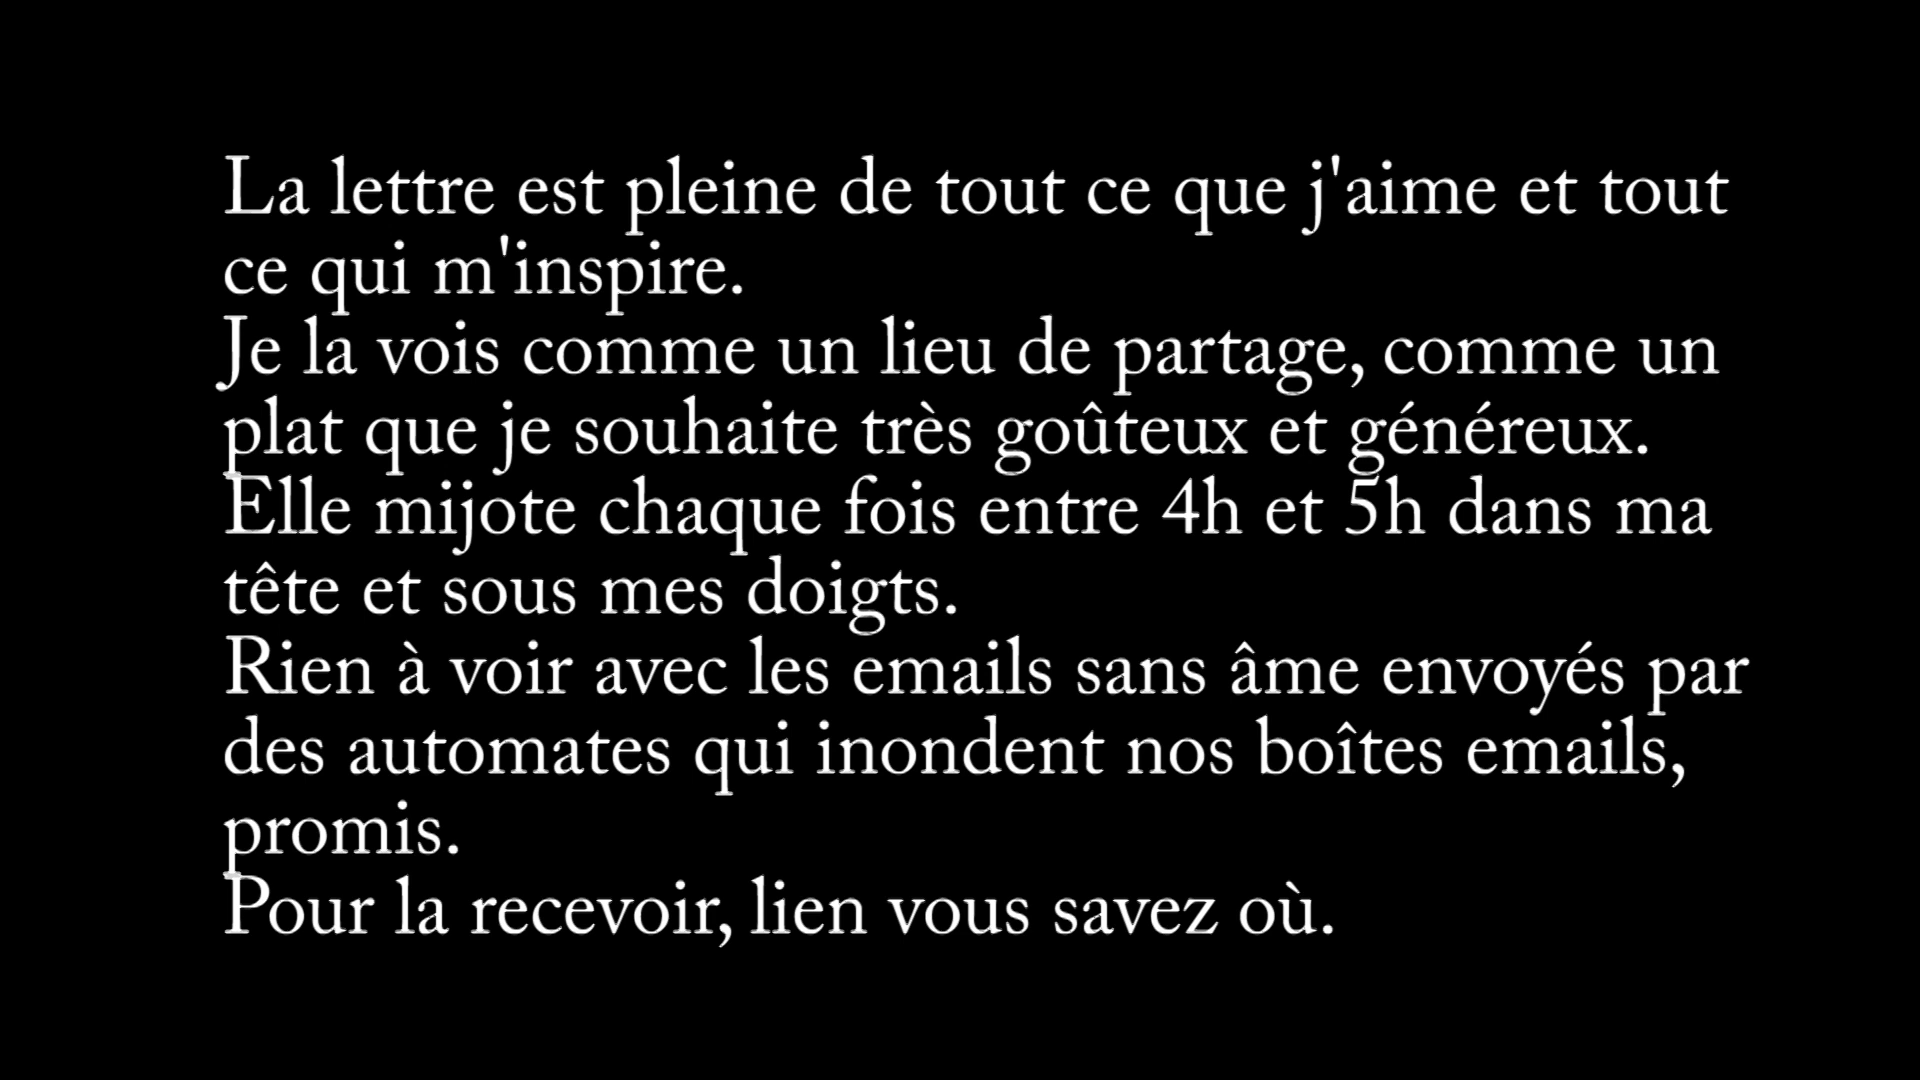 La lettre est pleine de tout ce que j'aime et tout
ce qui m'inspire.
Je la vois comme un lieu de partage, comme un
plat que je souhaite très goûteux et généreux.
Elle mijote chaque fois entre 4h et 5h dans ma
tête et sous mes doigts.
Rien à voir avec les emails sans âme envoyés par
des automates qui inondent nos boîtes emails,
promis.
Pour la recevoir, lien vous savez où.